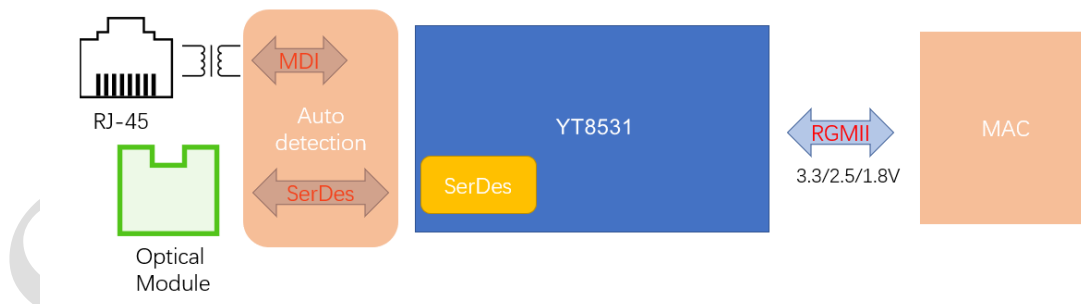 RJ-45
MDI
Auto
detection
SerDes
Optical
Module
YT8531
SerDes
RGMII
3.3/2.5/1.8V
MAC